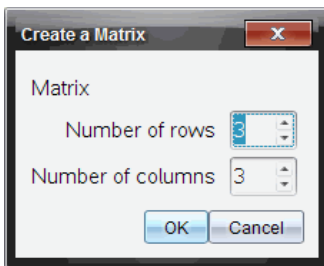 Create a Matrix
Matrix
Number of rows 3
Number of columns 3
OK Cancel